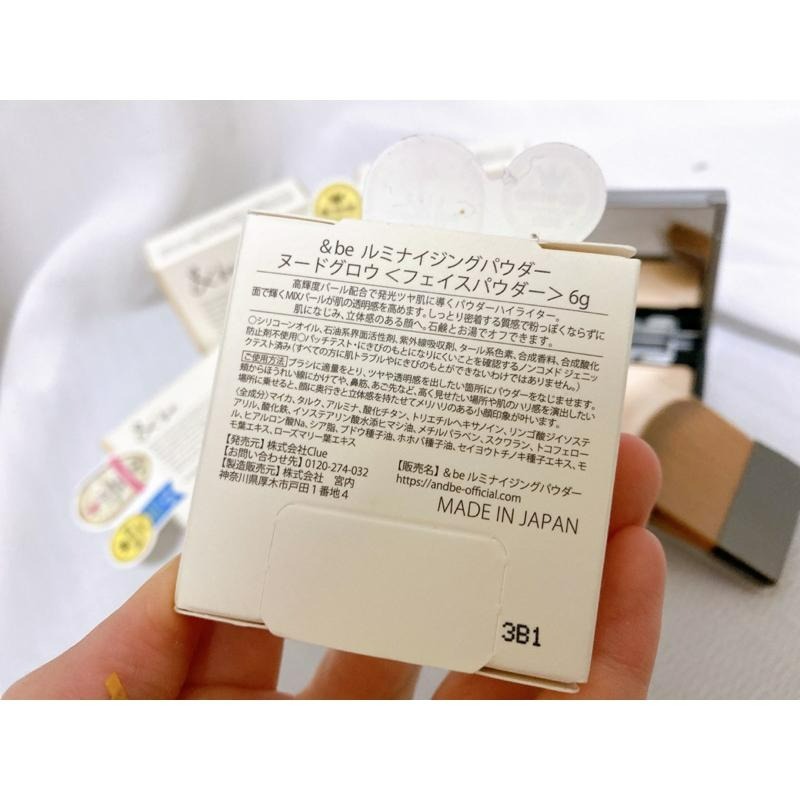 &be ルミナイジングパウダー
ヌードグロウ＜フェイスパウダー＞6g
高輝度パール配合で発光ツヤ肌に導くパウダーハイライター。
面で輝くMIXパールが肌の透明感を高めます。しっとり密着する質感で粉っぽくならずに
肌になじみ、立体感のある顔へ。石鹸とお湯でオフできます。
○シリコーンオイル、石油系界面活性剤、紫外線吸収剤、タール系色素、合成香料、合成酸化
防止剤不使用○パッチテスト・にきびのもとになりにくいことを確認するノンコメドジェニッ
クテスト済み(すべての方に肌トラブルやにきびのもとができないわけではありません。)
ご使用方法 ブラシに適量をとり、ツヤや透明感を出したい箇所にパウダーをなじませます。
頬からほうれい線にかけてや、鼻筋、あご先など、高く見せたい場所や肌のハリ感を演出したい
場所に乗せると、顔に奥行きと立体感を持たせてメリハリのある小顔印象が叶います。
〈全成分〉マイカ、タルク、アルミナ、酸化チタン、トリエチルヘキサノイン、リンゴ酸ジイソステ
アリル、酸化鉄、イソステアリン酸水添ヒマシ油、メチルパラベン、スクワラン、トコフェロー
ル、ヒアルロン酸Na、シア脂、ブドウ種子油、ホホバ種子油、セイヨウトチノキ種子エキス、モ
モ葉エキス、ローズマリー葉エキス
【発売元】株式会社Clue
【お問い合わせ先】0120-274-032
【製造販売元】株式会社 宮内
神奈川県厚木市戸田1番地4
【販売名】&be ルミナイジングパウダー
https://andbe-official.com
MADE IN JAPAN
3B1